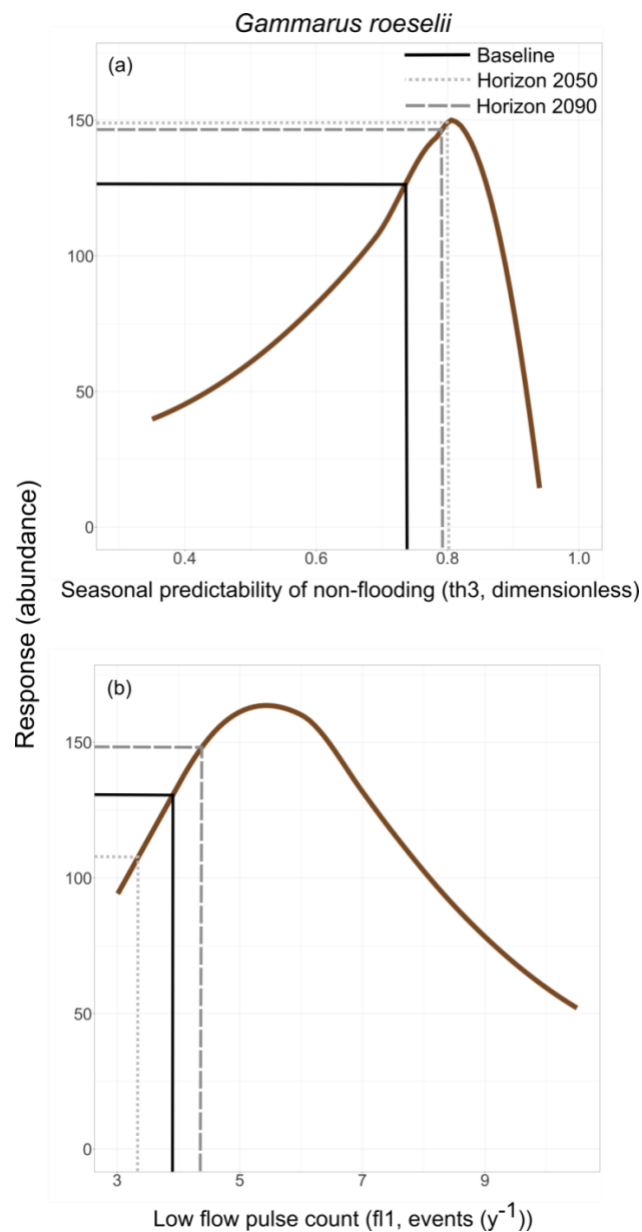 Gammarus roeselii
(a)
Baseline
Horizon 2050
Horizon 2090
150
100
50
0
0.4 0.6 0.8 1.0
Seasonal predictability of non-flooding (th3, dimensionless)
Response (abundance)
(b)
150
100
50
0
3 5 7 9
Low flow pulse count (fl1, events (y⁻¹))